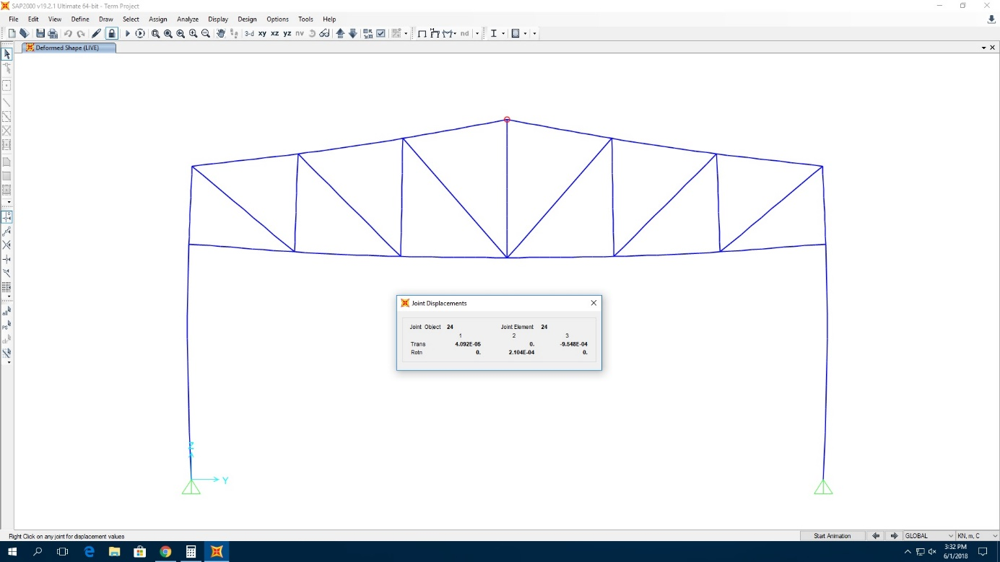 SAP2000 v19.2.1 Ultimate 64-bit - Term Project
File Edit View Define Draw Select Assign Analyze Display Design Options Tools Help
3-d xy xz yz nv nd
Deformed Shape (LIVE)
Joint Displacements
Joint Object 24 Joint Element 24
1 2 3
Trans 4.092E-05 0. -9.548E-04
Rotn 0. 2.104E-04 0.
Z
Y
Right Click on any joint for displacement values
Start Animation GLOBAL KN, m, C
3:32 PM
6/1/2018